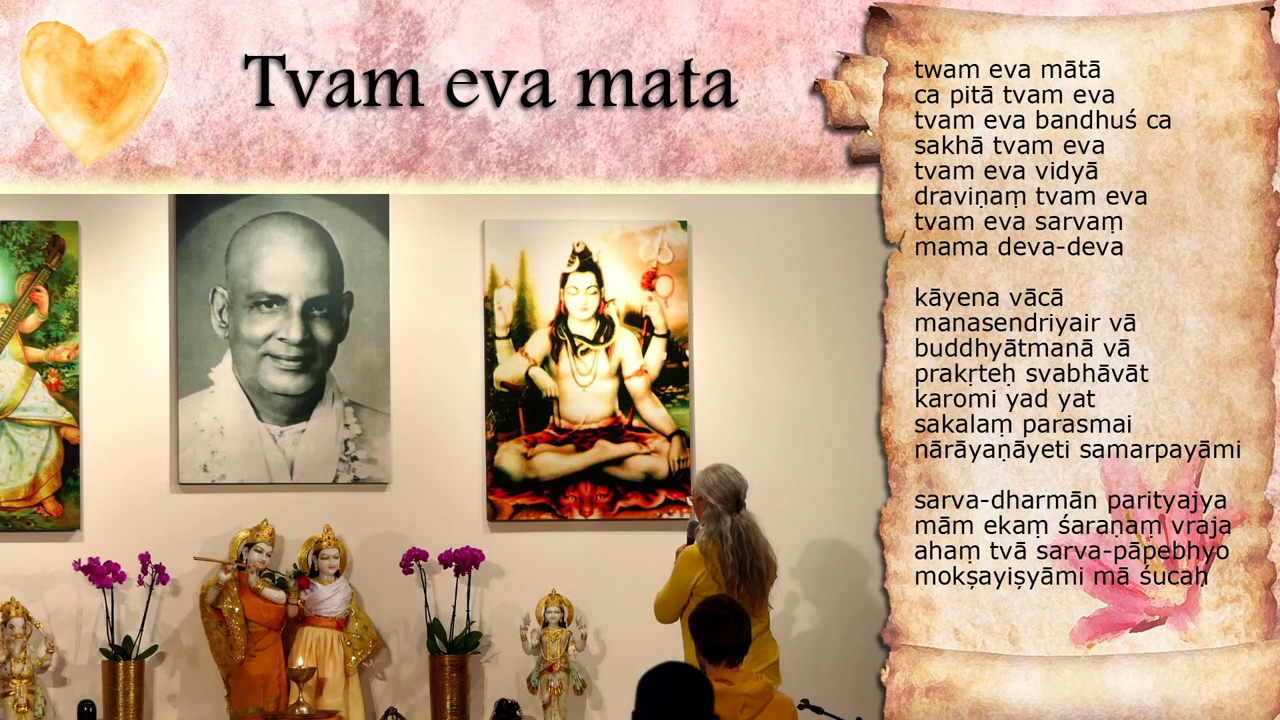 Tvam eva mata
twam eva mātā
ca pitā tvam eva
tvam eva bandhuś ca
sakhā tvam eva
tvam eva vidyā
draviṇaṃ tvam eva
tvam eva sarvaṃ
mama deva-deva
kāyena vācā
manasendriyair vā
buddhyātmanā vā
prakṛteḥ svabhāvāt
karomi yad yat
sakalaṃ parasmai
nārāyaṇāyeti samarpayāmi
sarva-dharmān parityajya
mām ekaṃ śaraṇaṃ vraja
ahaṃ tvā sarva-pāpebhyo
mokṣayiṣyāmi mā śucaḥ